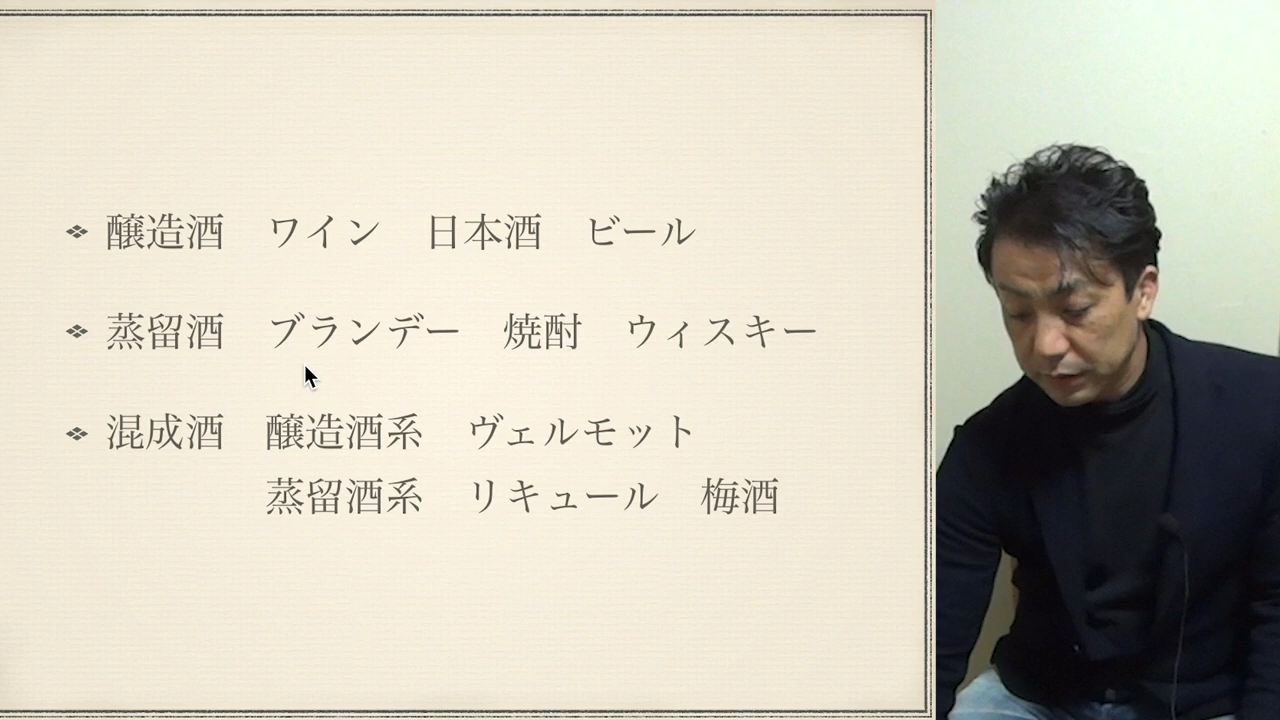 醸造酒　ワイン　日本酒　ビール
蒸留酒　ブランデー　焼酎　ウィスキー
混成酒　醸造酒系　ヴェルモット
蒸留酒系　リキュール　梅酒